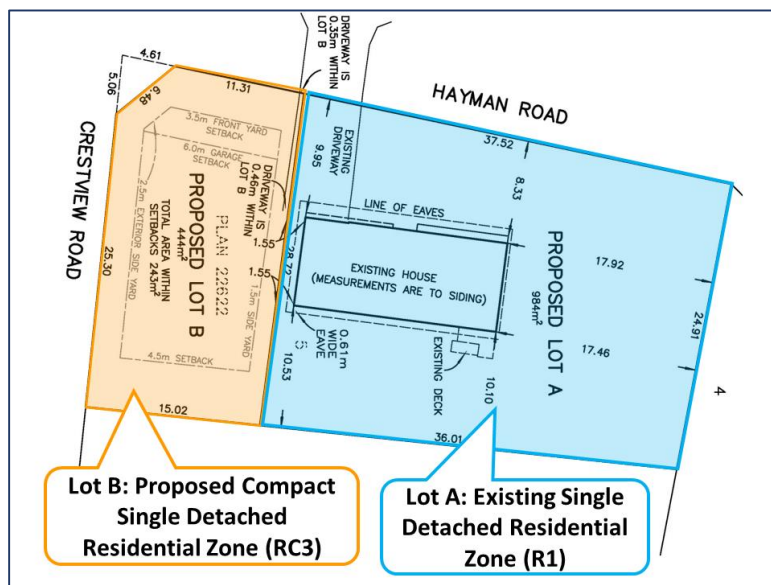 4.61
5.06
6.48
11.31
DRIVEWAY IS
0.35m WITHIN
LOT B
HAYMAN ROAD
37.52
CRESTVIEW ROAD
25.30
3.5m FRONT YARD
SETBACK
6.0m GARAGE
SETBACK
2.5m EXTERIOR SIDE YARD
DRIVEWAY IS
0.46m WITHIN
LOT B
PROPOSED LOT B
444m²
PLAN 22622
TOTAL AREA WITHIN
SETBACKS 243m²
1.5m SIDE YARD
4.5m SETBACK
15.02
EXISTING
DRIVEWAY
9.95
8.33
LINE OF EAVES
1.55
28.72
1.55
EXISTING HOUSE
(MEASUREMENTS ARE TO SIDING)
0.61m
WIDE
EAVE
5
10.53
EXISTING DECK
10.10
PROPOSED LOT A
984m²
17.92
17.46
24.91
4
36.01
Lot B: Proposed Compact
Single Detached
Residential Zone (RC3)
Lot A: Existing Single
Detached Residential
Zone (R1)